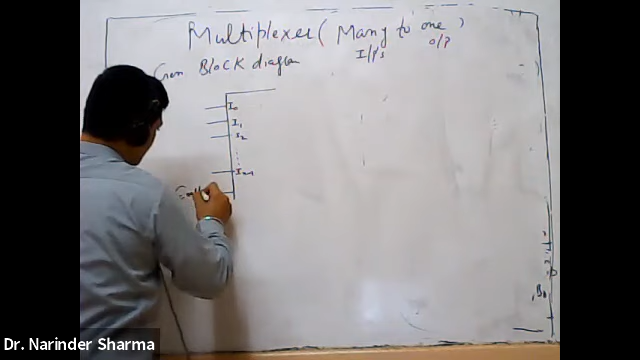 Multiplexer ( Many to one )
I/p's O/P
Gen Block diagram
I0
I1
I2
In-1
Dr. Narinder Sharma